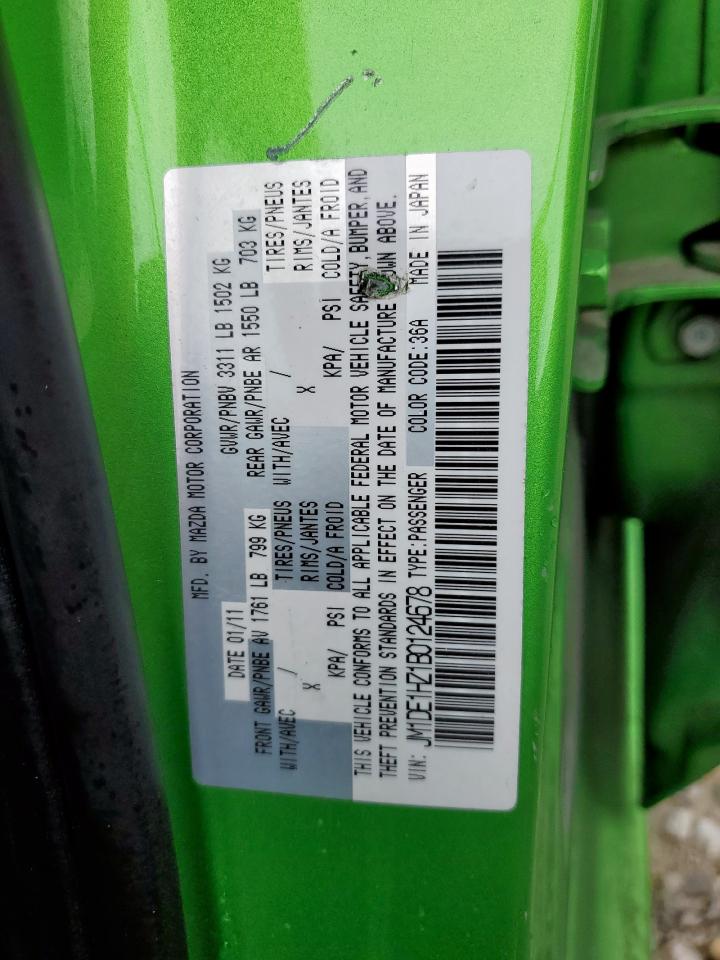 MFD. BY MAZDA MOTOR CORPORATION
DATE 01/11 GVWR/PNBV 3311 LB 1502 KG
FRONT GAWR/PNBE AV 1761 LB 799 KG REAR GAWR/PNBE AR 1550 LB 703 KG
WITH/AVEC / TIRES/PNEUS WITH/AVEC / TIRES/PNEUS
X RIMS/JANTES X RIMS/JANTES
KPA/ PSI COLD/A FROID KPA/ PSI COLD/A FROID
THIS VEHICLE CONFORMS TO ALL APPLICABLE FEDERAL MOTOR VEHICLE BUMPER, AND
THEFT PREVENTION STANDARDS IN EFFECT ON THE DATE OF MANUFACTURE ABOVE.
VIN: JM1DE1HZ1B0124678 TYPE:PASSENGER COLOR CODE:36A MADE IN JAPAN